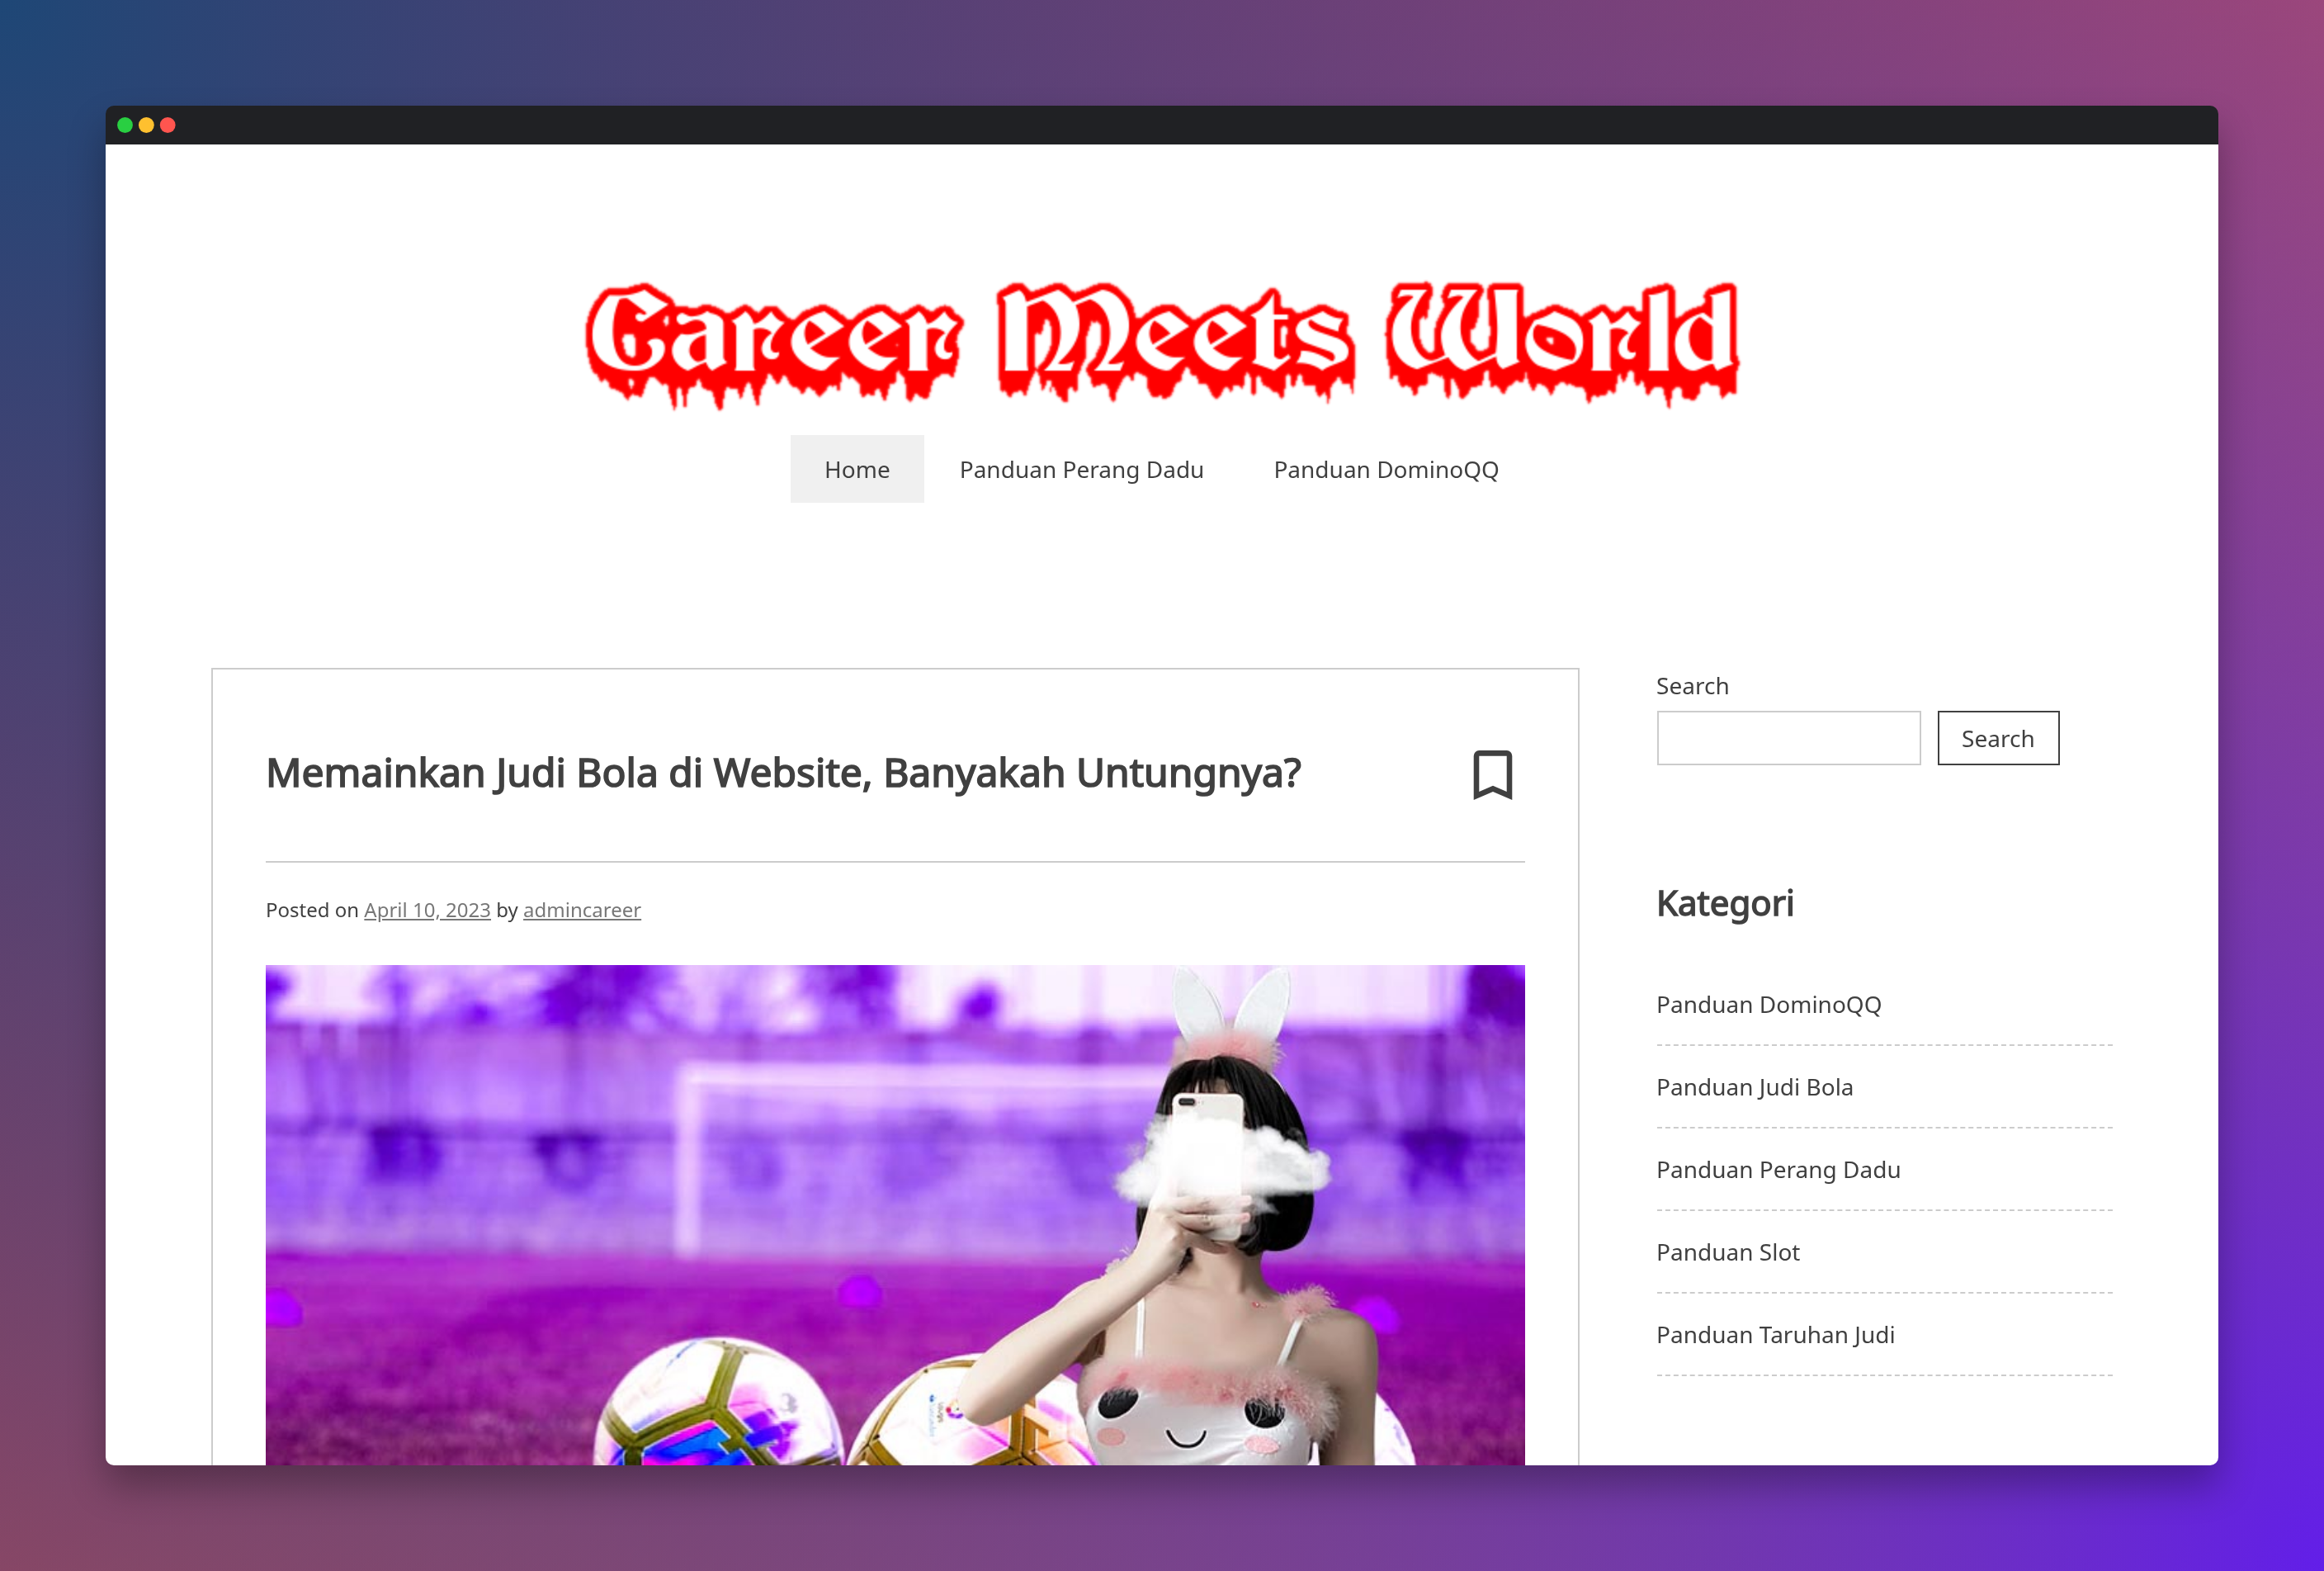 Career Meets World
Home Panduan Perang Dadu Panduan DominoQQ
Memainkan Judi Bola di Website, Banyakah Untungnya?
Posted on April 10, 2023 by admincareer
Search
Search
Kategori
Panduan DominoQQ
Panduan Judi Bola
Panduan Perang Dadu
Panduan Slot
Panduan Taruhan Judi